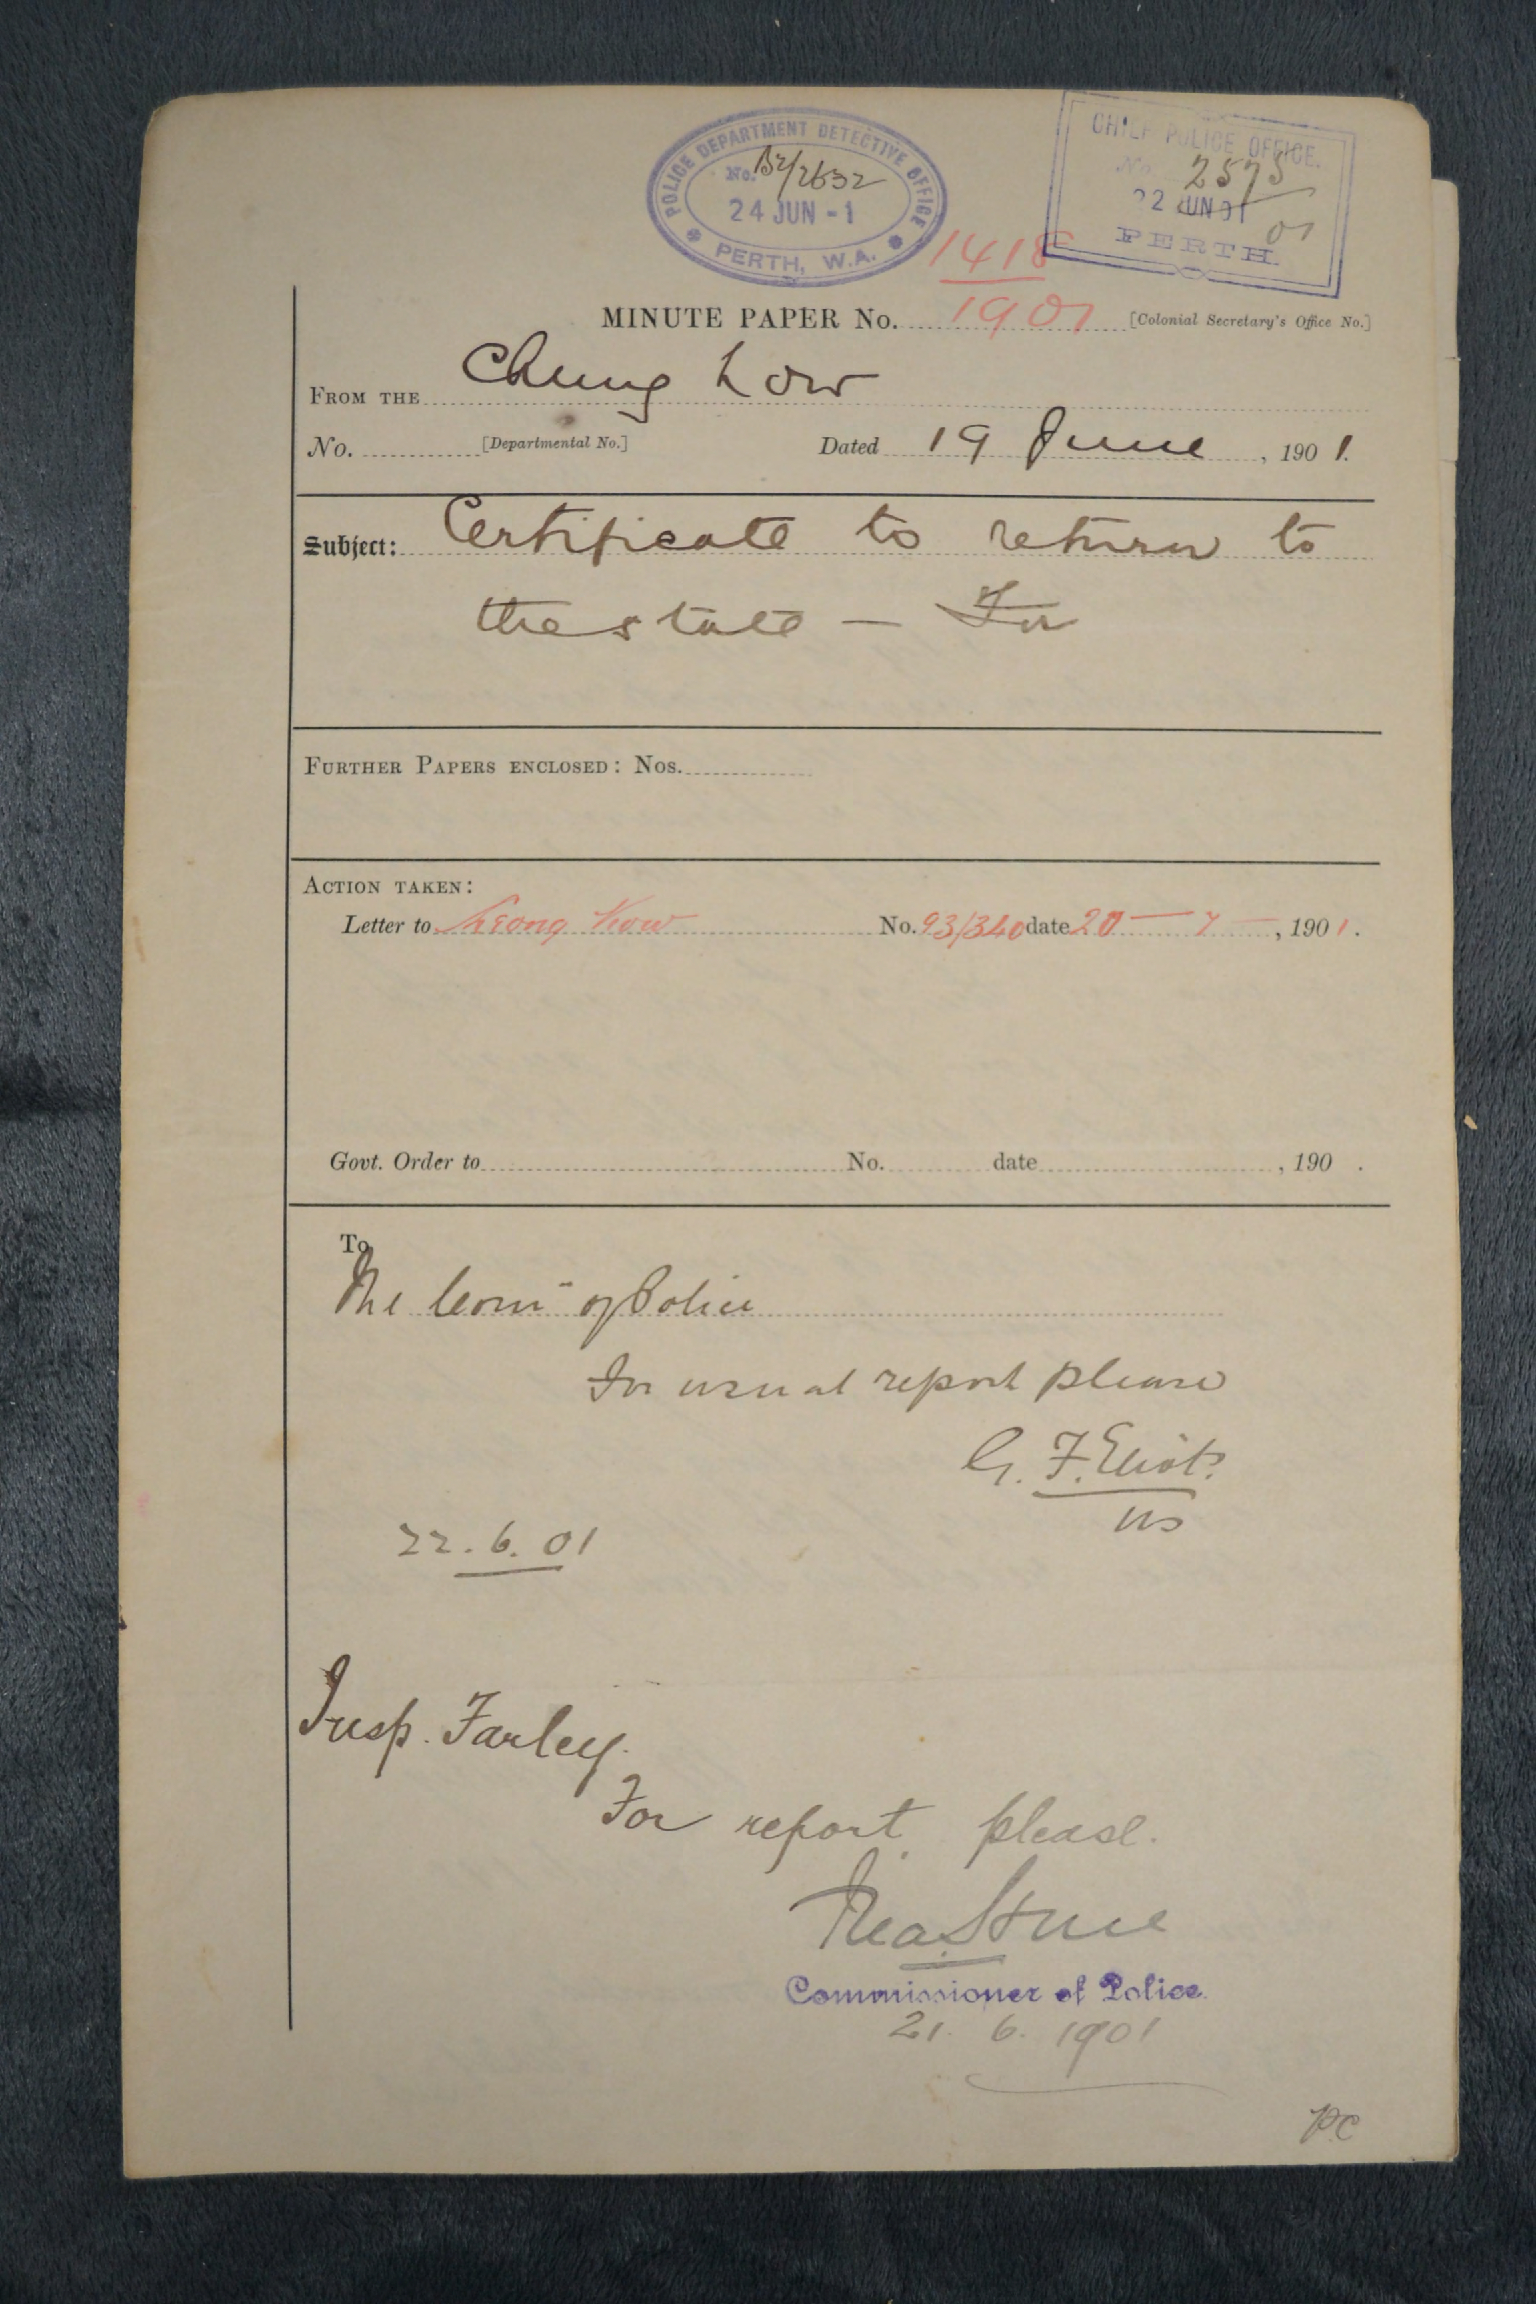 POLICE DEPARTMENT DETECTIVE OFFICE
No. B2/2632
24 JUN -1
PERTH, W.A.
CHIEF POLICE OFFICE.
No. 2575
22 JUN 01
01
PERTH.
1418
MINUTE PAPER No. 1901 [Colonial Secretary's Office No.]
FROM THE Chung Low
No. [Departmental No.] Dated 19 June, 1901.
Subject: Certificate to return to
the state — For
FURTHER PAPERS ENCLOSED: Nos.
ACTION TAKEN:
Letter to No. 93/340 date 20 — 7 —, 1901.
Govt. Order to No. date , 190 .
To
The Com of Police
For usual report please
G. F. Eliot
us
22.6.01
Insp. Farley.
For report please.
Commissioner of Police.
21. 6. 1901
PC